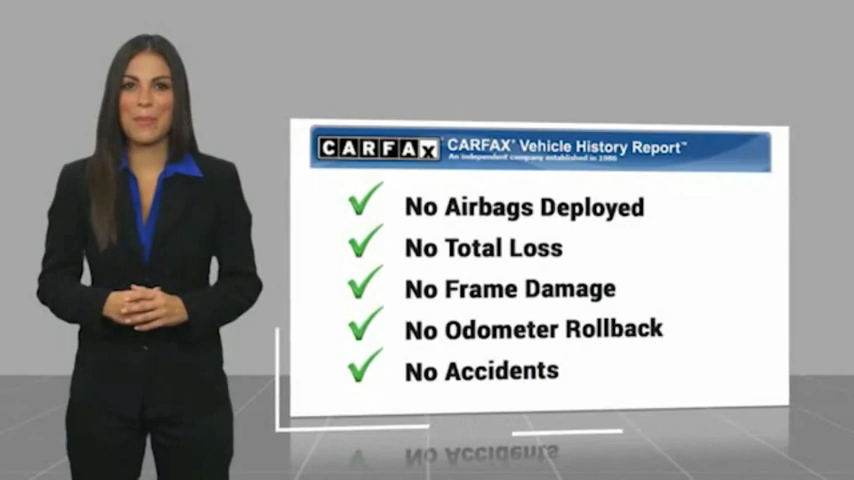 CARFAX CARFAX® Vehicle History Report™
An independent company established in 1986
No Airbags Deployed
No Total Loss
No Frame Damage
No Odometer Rollback
No Accidents
No Accidents